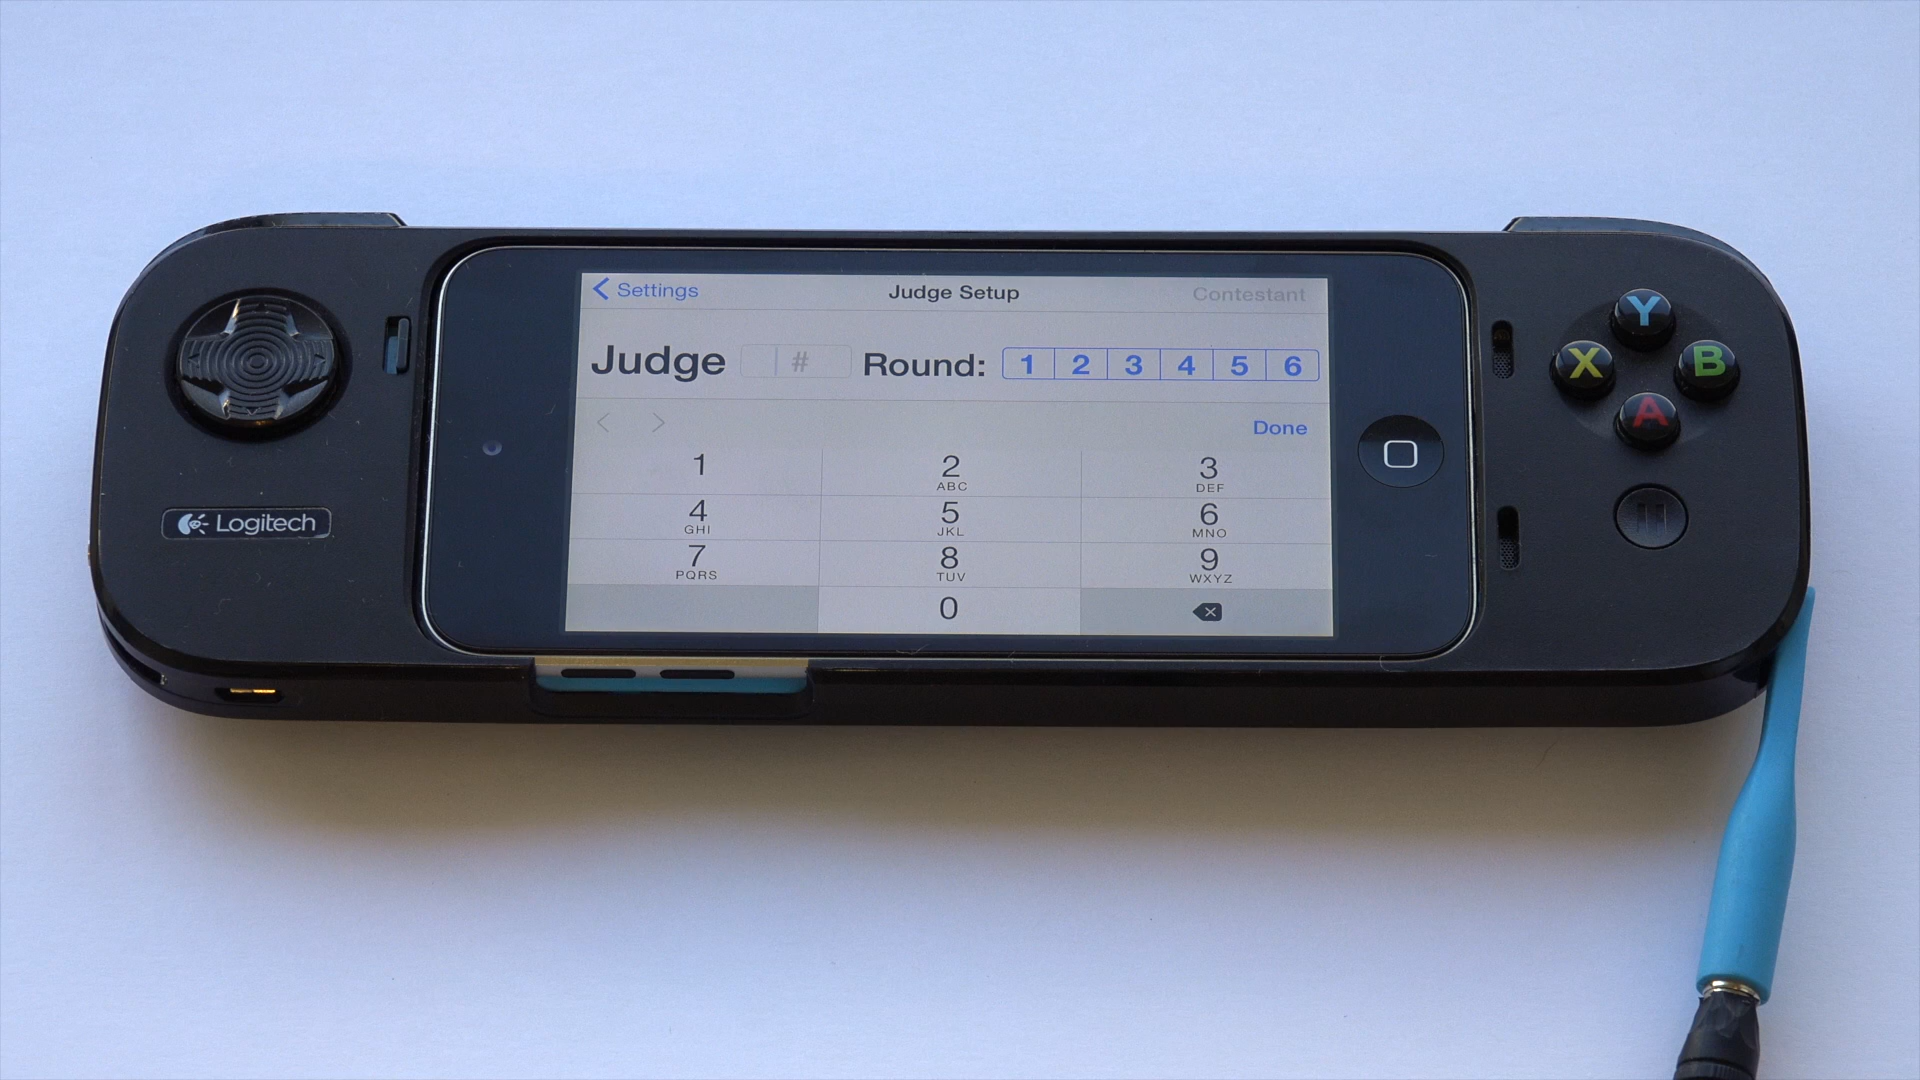 Settings Judge Setup Contestant
Judge # Round: 1 2 3 4 5 6
Done
1 2 ABC 3 DEF
4 GHI 5 JKL 6 MNO
7 PQRS 8 TUV 9 WXYZ
0
Logitech
Y
X B
A